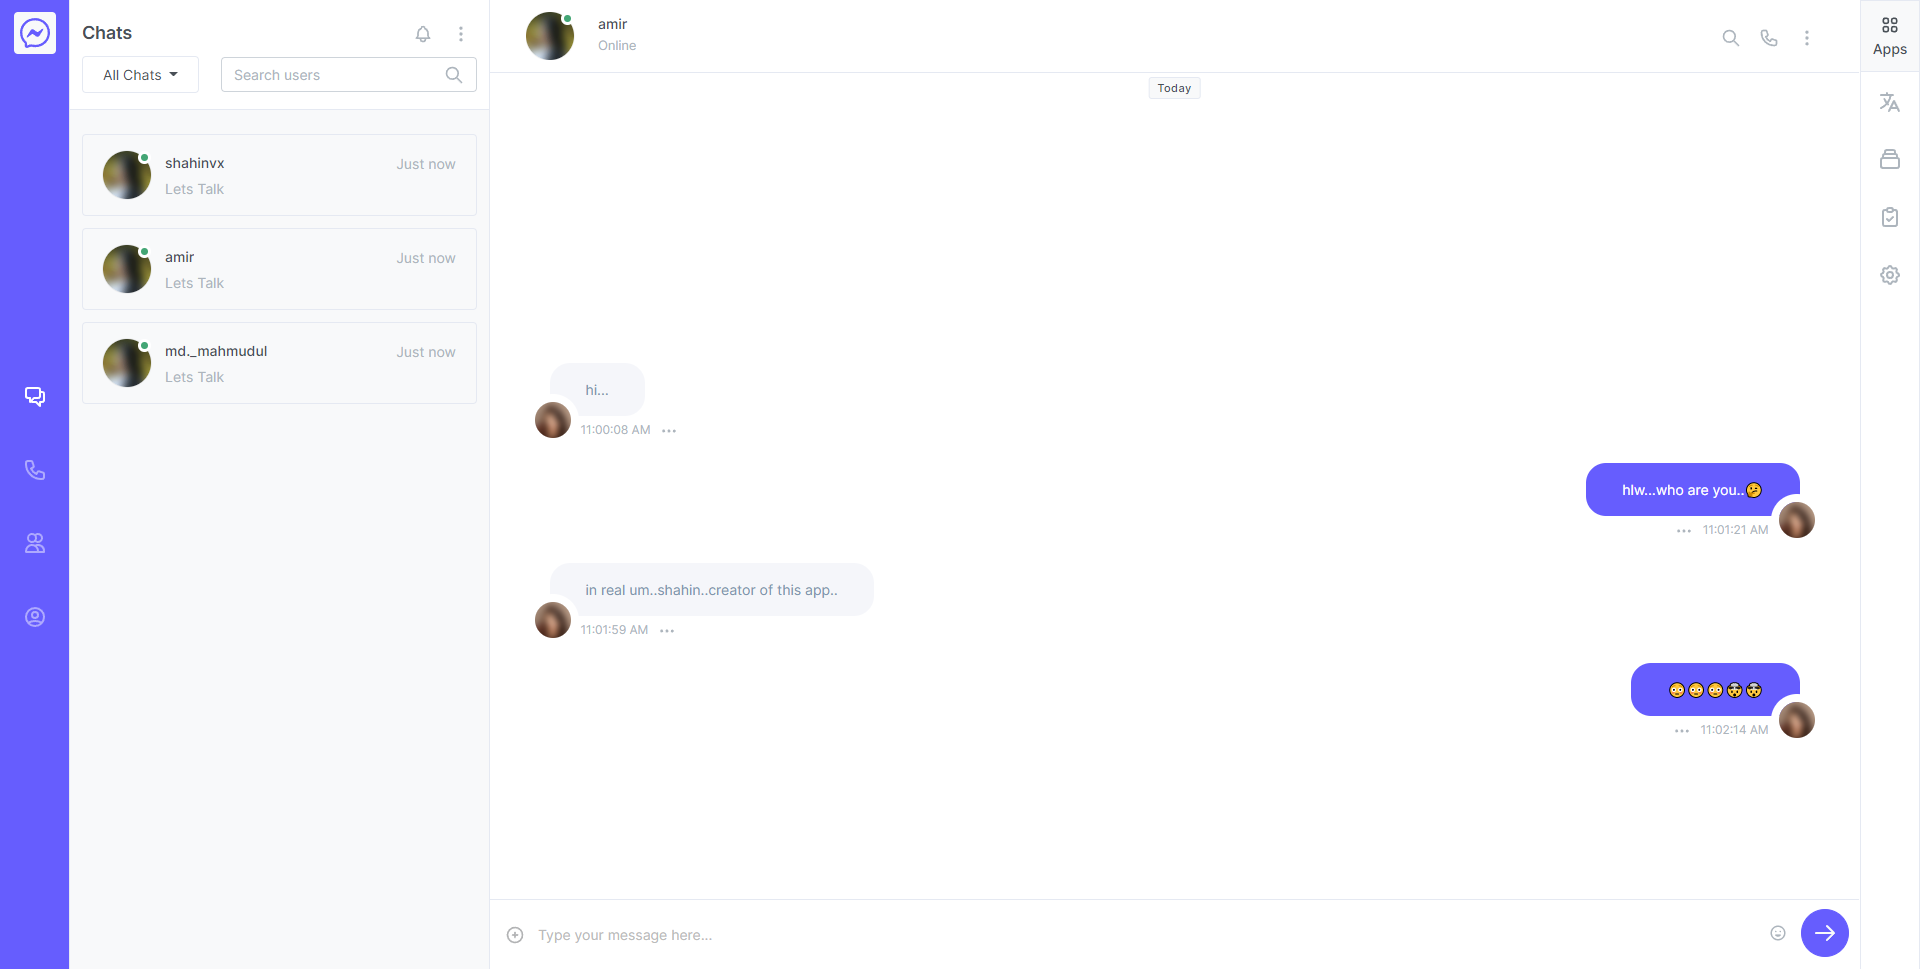 Chats
All Chats
Search users
shahinvx
Just now
Lets Talk
amir
Just now
Lets Talk
md._mahmudul
Just now
Lets Talk
amir
Online
Today
hi...
11:00:08 AM
hlw...who are you..🤔
11:01:21 AM
in real um..shahin..creator of this app..
11:01:59 AM
11:02:14 AM
Type your message here...
Apps